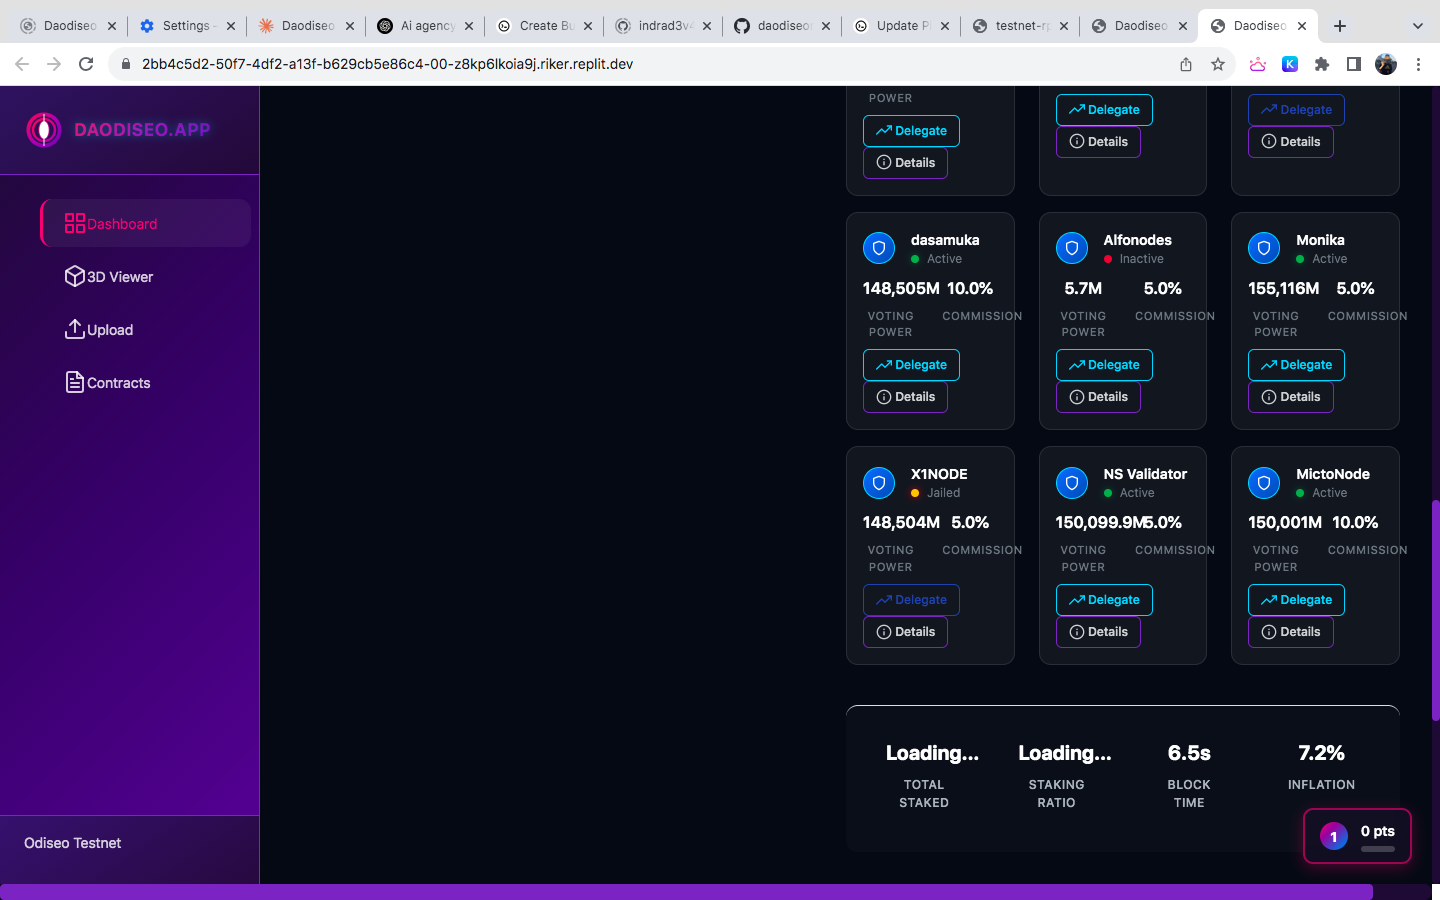 Daodiseo
Settings -
Daodiseo
Ai agency
Create Bu
indrad3v4
daodiseo
Update Pi
testnet-rp
Daodiseo
Daodiseo
2bb4c5d2-50f7-4df2-a13f-b629cb5e86c4-00-z8kp6lkoia9j.riker.replit.dev
DAODISEO.APP
Dashboard
3D Viewer
Upload
Contracts
Odiseo Testnet
POWER
Delegate
Details
Delegate
Details
Delegate
Details
dasamuka
Active
148,505M 10.0%
VOTING POWER
COMMISSION
Delegate
Details
Alfonodes
Inactive
5.7M 5.0%
VOTING POWER
COMMISSION
Delegate
Details
Monika
Active
155,116M 5.0%
VOTING POWER
COMMISSION
Delegate
Details
X1NODE
Jailed
148,504M 5.0%
VOTING POWER
COMMISSION
Delegate
Details
NS Validator
Active
150,099.9M 5.0%
VOTING POWER
COMMISSION
Delegate
Details
MictoNode
Active
150,001M 10.0%
VOTING POWER
COMMISSION
Delegate
Details
Loading...
TOTAL STAKED
Loading...
STAKING RATIO
6.5s
BLOCK TIME
7.2%
INFLATION
1
0 pts